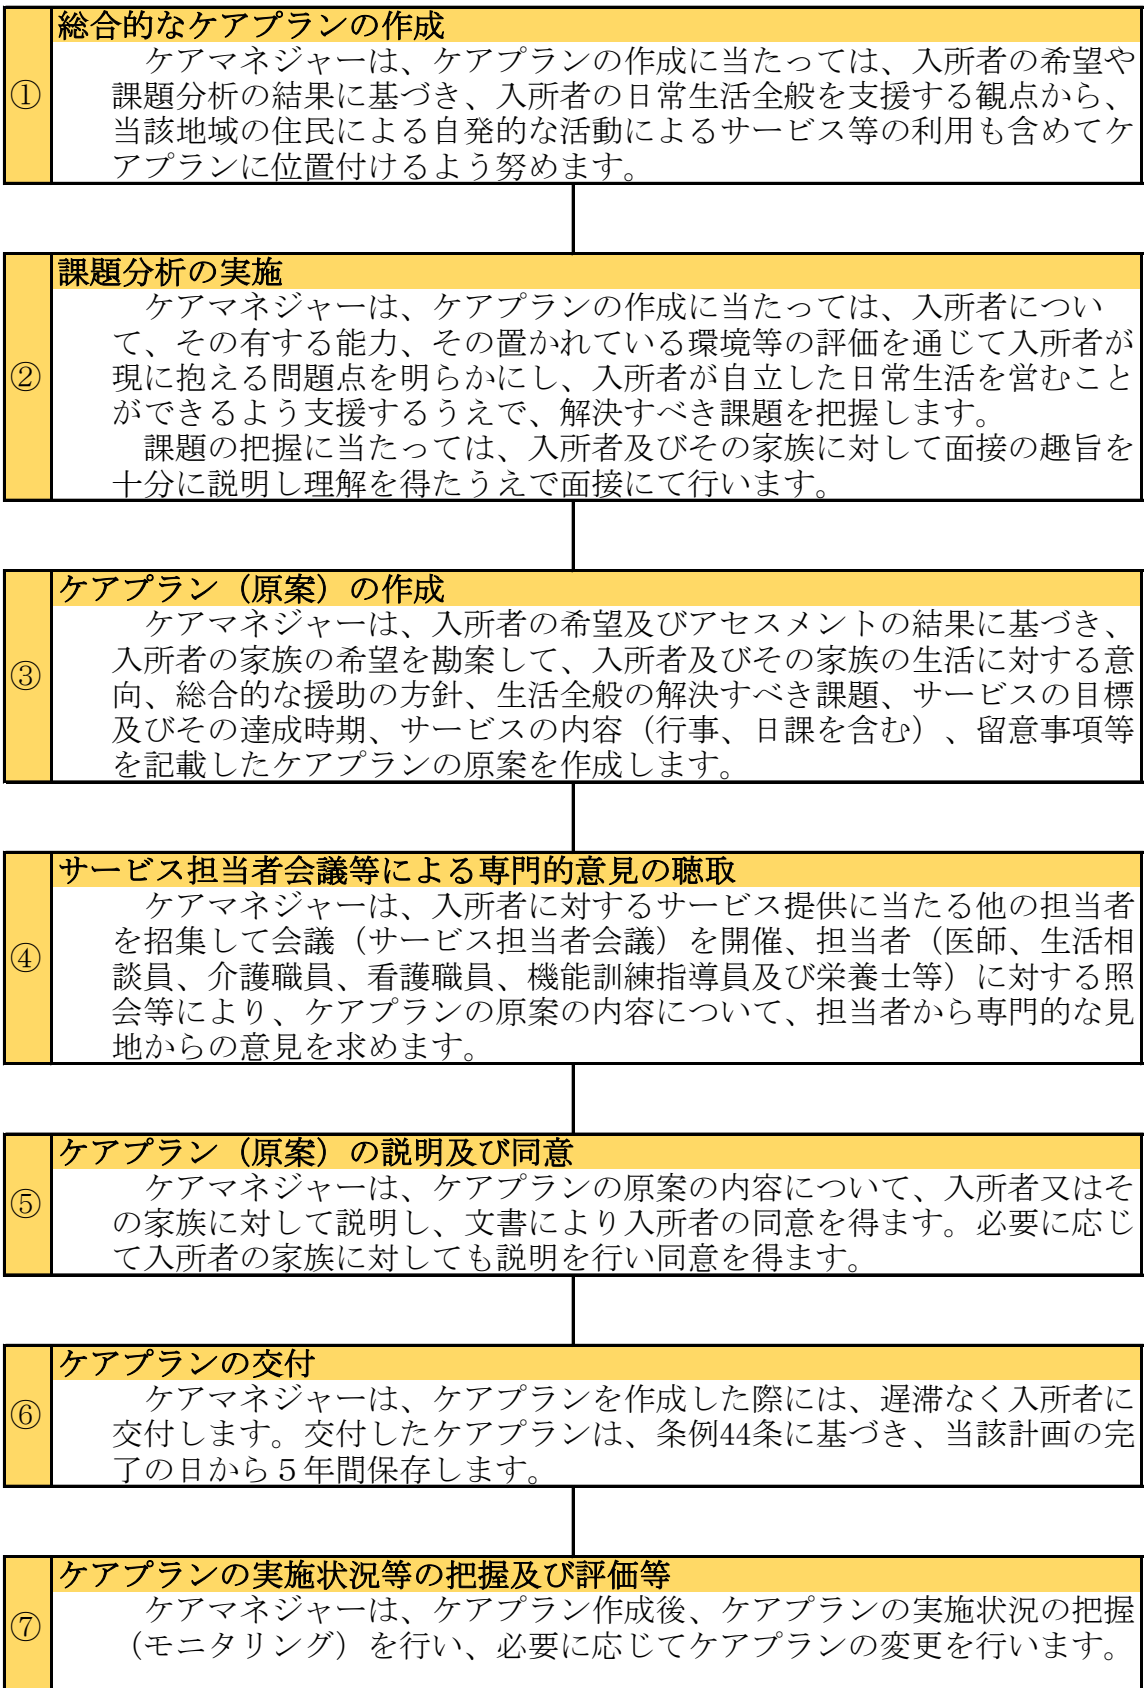 総合的なケアプランの作成
①
ケアマネジャーは、ケアプランの作成に当たっては、入所者の希望や
課題分析の結果に基づき、入所者の日常生活全般を支援する観点から、
当該地域の住民による自発的な活動によるサービス等の利用も含めてケ
アプランに位置付けるよう努めます。
課題分析の実施
②
ケアマネジャーは、ケアプランの作成に当たっては、入所者につい
て、その有する能力、その置かれている環境等の評価を通じて入所者が
現に抱える問題点を明らかにし、入所者が自立した日常生活を営むこと
ができるよう支援するうえで、解決すべき課題を把握します。
課題の把握に当たっては、入所者及びその家族に対して面接の趣旨を
十分に説明し理解を得たうえで面接にて行います。
ケアプラン（原案）の作成
③
ケアマネジャーは、入所者の希望及びアセスメントの結果に基づき、
入所者の家族の希望を勘案して、入所者及びその家族の生活に対する意
向、総合的な援助の方針、生活全般の解決すべき課題、サービスの目標
及びその達成時期、サービスの内容（行事、日課を含む）、留意事項等
を記載したケアプランの原案を作成します。
サービス担当者会議等による専門的意見の聴取
④
ケアマネジャーは、入所者に対するサービス提供に当たる他の担当者
を招集して会議（サービス担当者会議）を開催、担当者（医師、生活相
談員、介護職員、看護職員、機能訓練指導員及び栄養士等）に対する照
会等により、ケアプランの原案の内容について、担当者から専門的な見
地からの意見を求めます。
ケアプラン（原案）の説明及び同意
⑤
ケアマネジャーは、ケアプランの原案の内容について、入所者又はそ
の家族に対して説明し、文書により入所者の同意を得ます。必要に応じ
て入所者の家族に対しても説明を行い同意を得ます。
ケアプランの交付
⑥
ケアマネジャーは、ケアプランを作成した際には、遅滞なく入所者に
交付します。交付したケアプランは、条例44条に基づき、当該計画の完
了の日から５年間保存します。
ケアプランの実施状況等の把握及び評価等
⑦
ケアマネジャーは、ケアプラン作成後、ケアプランの実施状況の把握
（モニタリング）を行い、必要に応じてケアプランの変更を行います。